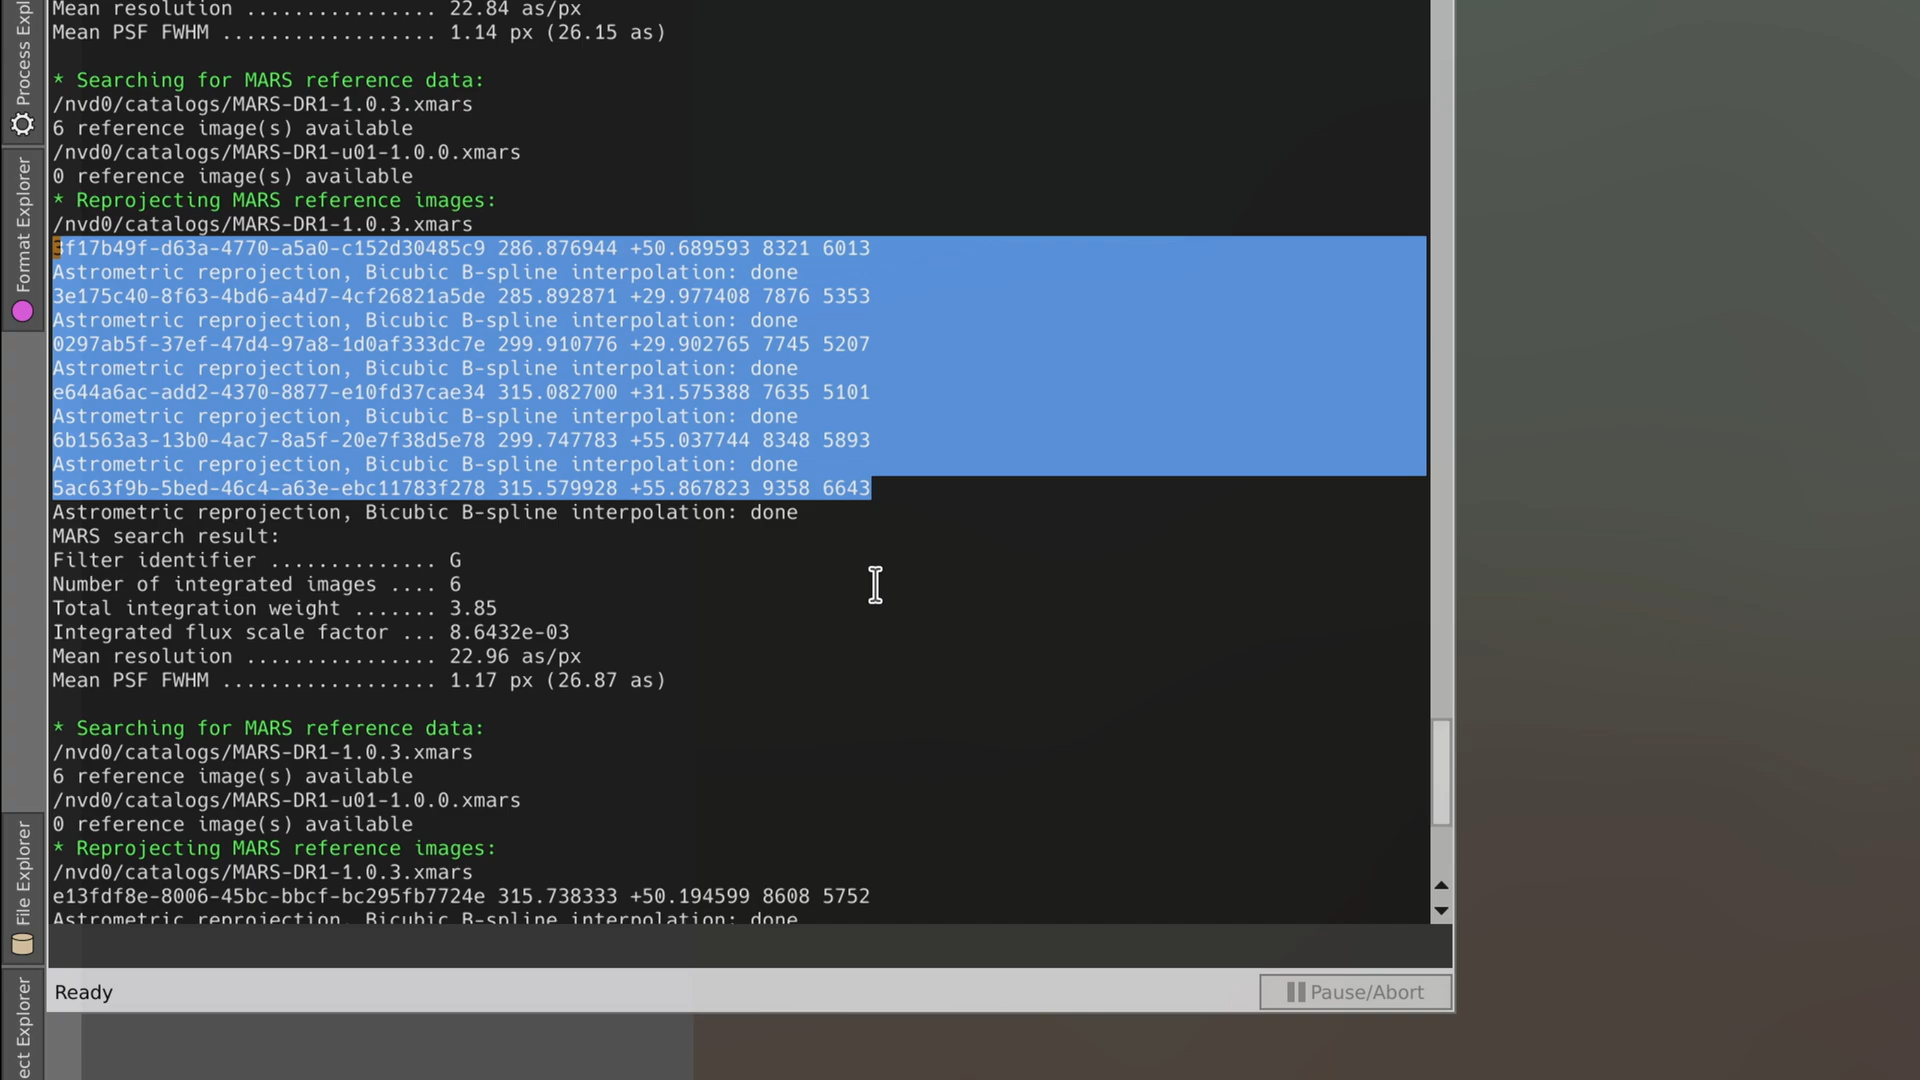 Mean resolution ................ 22.84 as/px
Mean PSF FWHM .................. 1.14 px (26.15 as)
* Searching for MARS reference data:
/nvd0/catalogs/MARS-DR1-1.0.3.xmars
6 reference image(s) available
/nvd0/catalogs/MARS-DR1-u01-1.0.0.xmars
0 reference image(s) available
* Reprojecting MARS reference images:
/nvd0/catalogs/MARS-DR1-1.0.3.xmars
3f17b49f-d63a-4770-a5a0-c152d30485c9 286.876944 +50.689593 8321 6013
Astrometric reprojection, Bicubic B-spline interpolation: done
3e175c40-8f63-4bd6-a4d7-4cf26821a5de 285.892871 +29.977408 7876 5353
Astrometric reprojection, Bicubic B-spline interpolation: done
0297ab5f-37ef-47d4-97a8-1d0af333dc7e 299.910776 +29.902765 7745 5207
Astrometric reprojection, Bicubic B-spline interpolation: done
e644a6ac-add2-4370-8877-e10fd37cae34 315.082700 +31.575388 7635 5101
Astrometric reprojection, Bicubic B-spline interpolation: done
6b1563a3-13b0-4ac7-8a5f-20e7f38d5e78 299.747783 +55.037744 8348 5893
Astrometric reprojection, Bicubic B-spline interpolation: done
5ac63f9b-5bed-46c4-a63e-ebc11783f278 315.579928 +55.867823 9358 6643
Astrometric reprojection, Bicubic B-spline interpolation: done
MARS search result:
Filter identifier .............. G
Number of integrated images .... 6
Total integration weight ....... 3.85
Integrated flux scale factor ... 8.6432e-03
Mean resolution ................ 22.96 as/px
Mean PSF FWHM .................. 1.17 px (26.87 as)
* Searching for MARS reference data:
/nvd0/catalogs/MARS-DR1-1.0.3.xmars
6 reference image(s) available
/nvd0/catalogs/MARS-DR1-u01-1.0.0.xmars
0 reference image(s) available
* Reprojecting MARS reference images:
/nvd0/catalogs/MARS-DR1-1.0.3.xmars
e13fdf8e-8006-45bc-bbcf-bc295fb7724e 315.738333 +50.194599 8608 5752
Astrometric reprojection, Bicubic B-spline interpolation: done
Ready
Pause/Abort
Process Expl
Format Explorer
File Explorer
ect Explorer